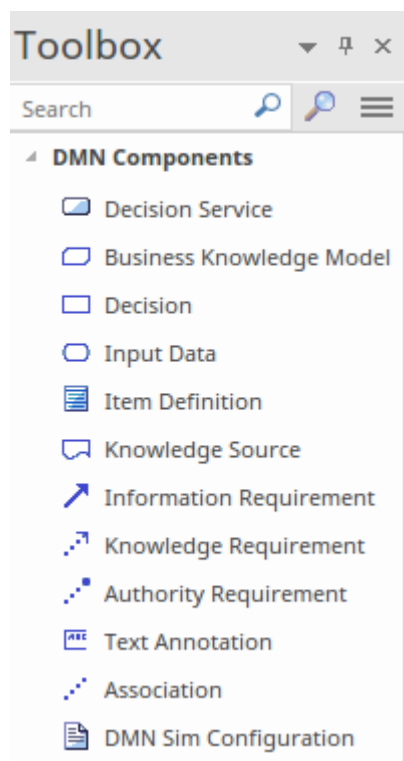 Toolbox
Search
DMN Components
Decision Service
Business Knowledge Model
Decision
Input Data
Item Definition
Knowledge Source
Information Requirement
Knowledge Requirement
Authority Requirement
ABC Text Annotation
Association
DMN Sim Configuration